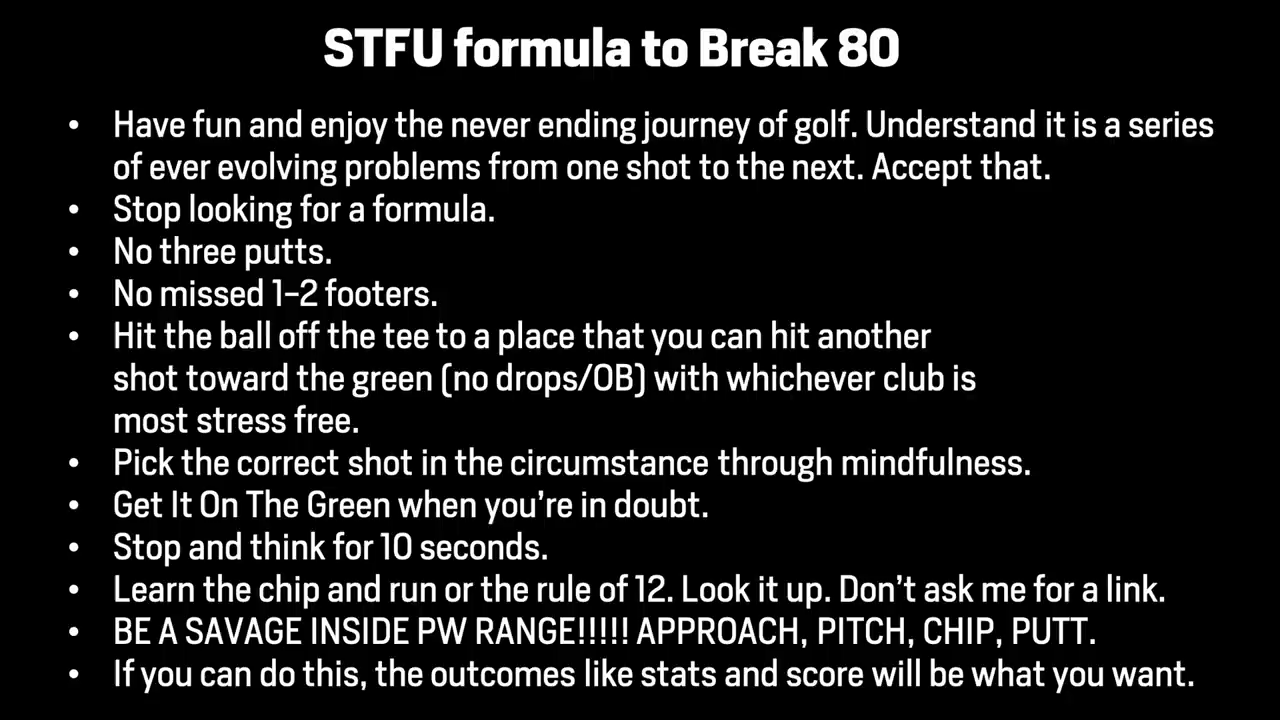 STFU formula to Break 80
• Have fun and enjoy the never ending journey of golf. Understand it is a series
of ever evolving problems from one shot to the next. Accept that.
• Stop looking for a formula.
• No three putts.
• No missed 1-2 footers.
• Hit the ball off the tee to a place that you can hit another
shot toward the green (no drops/OB) with whichever club is
most stress free.
• Pick the correct shot in the circumstance through mindfulness.
• Get It On The Green when you're in doubt.
• Stop and think for 10 seconds.
• Learn the chip and run or the rule of 12. Look it up. Don't ask me for a link.
• BE A SAVAGE INSIDE PW RANGE!!!!! APPROACH, PITCH, CHIP, PUTT.
• If you can do this, the outcomes like stats and score will be what you want.